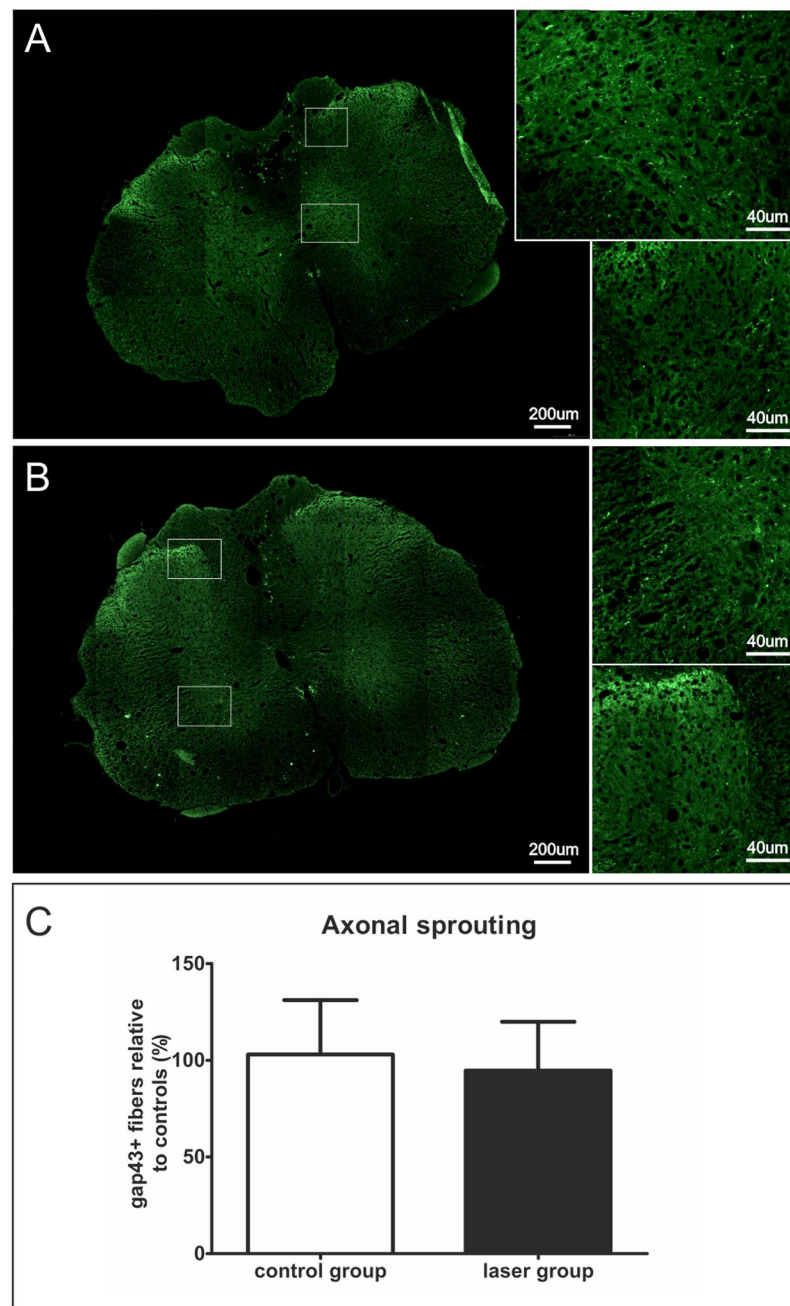 A
40um
200um
40um
B
40um
200um
40um
C
Axonal sprouting
gap43+ fibers relative
to controls (%)
150
100
50
0
control group
laser group